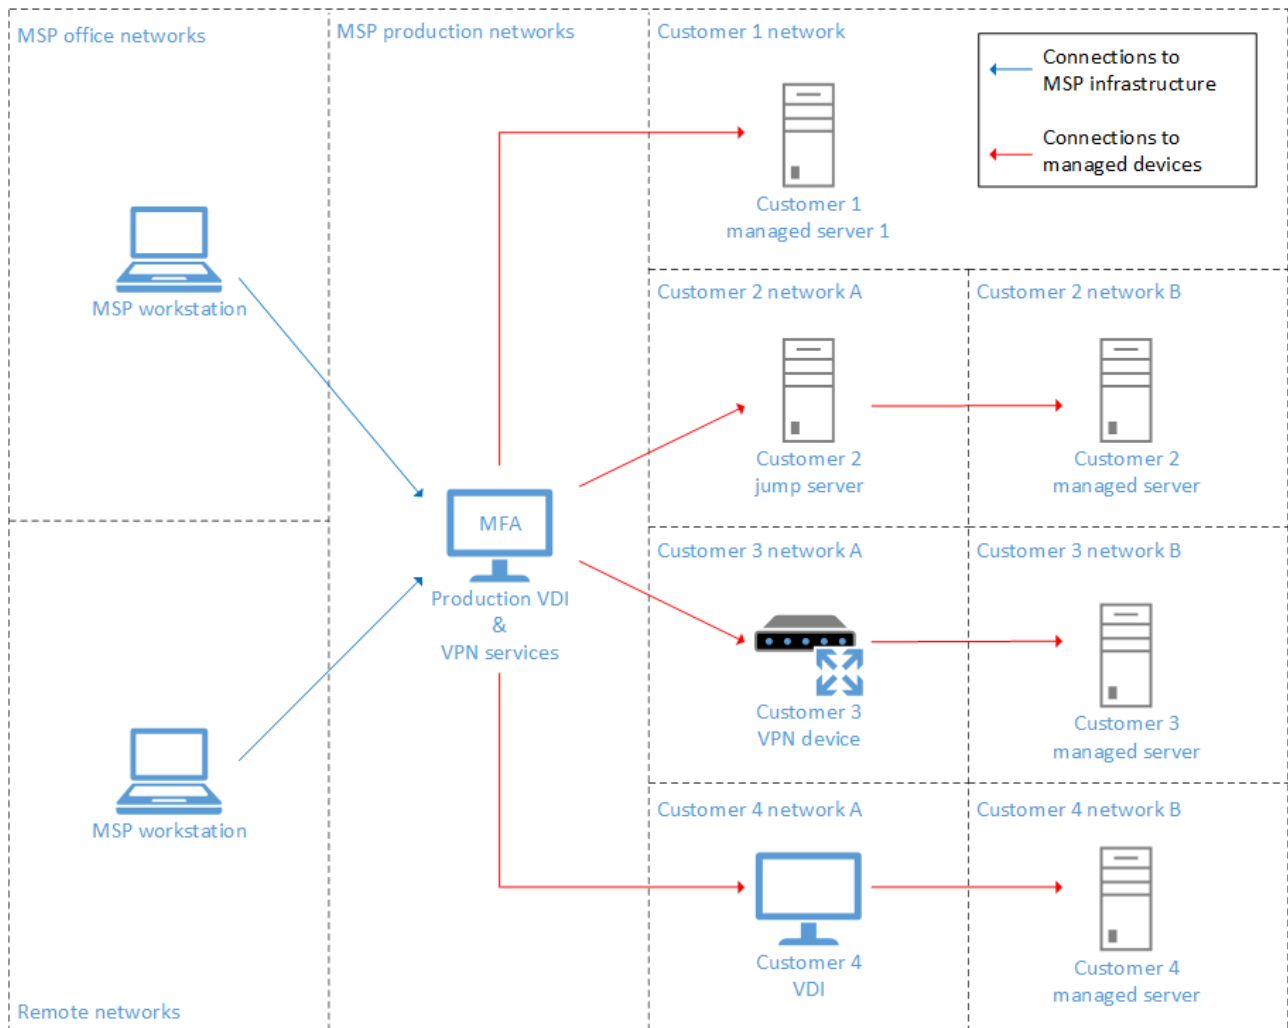 MSP office networks
MSP production networks
Customer 1 network
Connections to
MSP infrastructure
Connections to
managed devices
Customer 1
managed server 1
MSP workstation
Customer 2 network A
Customer 2 network B
Customer 2
jump server
Customer 2
managed server
MFA
Production VDI
&
VPN services
Customer 3 network A
Customer 3 network B
Customer 3
VPN device
Customer 3
managed server
MSP workstation
Customer 4 network A
Customer 4 network B
Customer 4
VDI
Customer 4
managed server
Remote networks